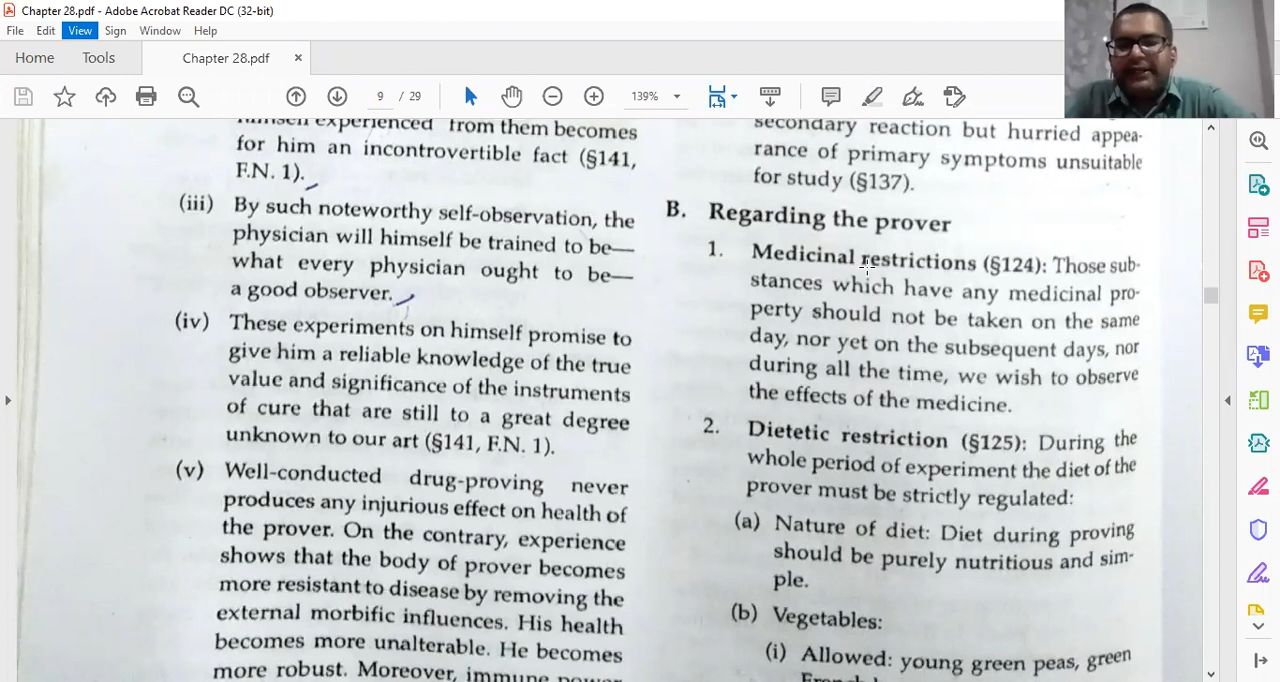 Chapter 28.pdf - Adobe Acrobat Reader DC (32-bit)
File Edit View Sign Window Help
Home Tools Chapter 28.pdf ×
9 / 29 139%
himself experienced from them becomes
for him an incontrovertible fact (§141,
F.N. 1).
(iii) By such noteworthy self-observation, the
physician will himself be trained to be—
what every physician ought to be—
a good observer.
(iv) These experiments on himself promise to
give him a reliable knowledge of the true
value and significance of the instruments
of cure that are still to a great degree
unknown to our art (§141, F.N. 1).
(v) Well-conducted drug-proving never
produces any injurious effect on health of
the prover. On the contrary, experience
shows that the body of prover becomes
more resistant to disease by removing the
external morbific influences. His health
becomes more unalterable. He becomes
more robust. Moreover, immune power
secondary reaction but hurried appea-
rance of primary symptoms unsuitable
for study (§137).
B. Regarding the prover
1. Medicinal restrictions (§124): Those sub-
stances which have any medicinal pro-
perty should not be taken on the same
day, nor yet on the subsequent days, nor
during all the time, we wish to observe
the effects of the medicine.
2. Dietetic restriction (§125): During the
whole period of experiment the diet of the
prover must be strictly regulated:
(a) Nature of diet: Diet during proving
should be purely nutritious and sim-
ple.
(b) Vegetables:
(i) Allowed: young green peas, green